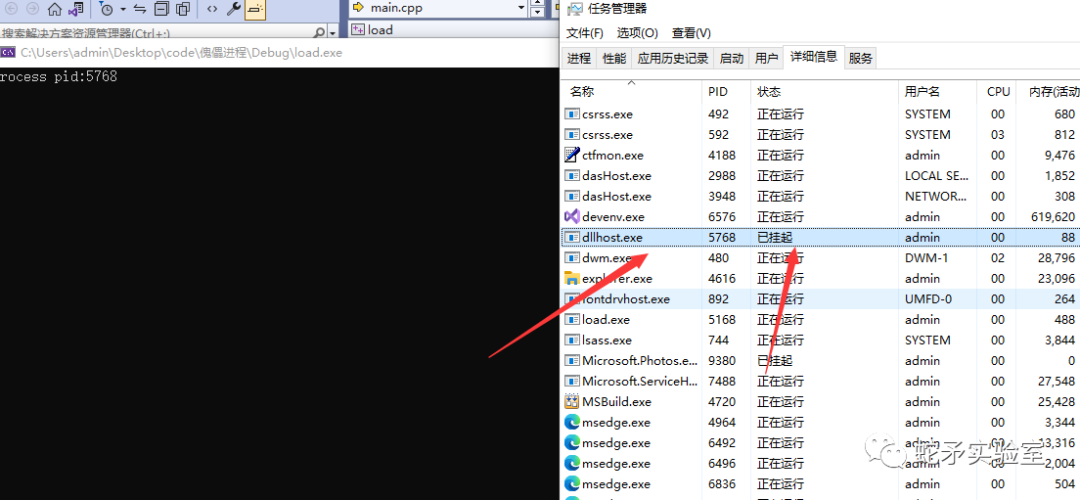 main.cpp
搜索解决方案资源管理器(Ctrl+;)
load
C:\Users\admin\Desktop\code\傀儡进程\Debug\load.exe
rocess pid:5768
任务管理器
文件(F) 选项(O) 查看(V)
进程 性能 应用历史记录 启动 用户 详细信息 服务
名称 PID 状态 用户名 CPU 内存(活动
csrss.exe 492 正在运行 SYSTEM 00 680
csrss.exe 592 正在运行 SYSTEM 03 812
ctfmon.exe 4188 正在运行 admin 00 9,476
dasHost.exe 2988 正在运行 LOCAL SE... 00 1,852
dasHost.exe 3948 正在运行 NETWOR... 00 308
devenv.exe 6576 正在运行 admin 00 619,620
dllhost.exe 5768 已挂起 admin 00 88
dwm.exe 480 正在运行 DWM-1 02 28,796
explorer.exe 4616 正在运行 admin 00 23,096
fontdrvhost.exe 892 正在运行 UMFD-0 00 264
load.exe 5168 正在运行 admin 00 488
lsass.exe 744 正在运行 SYSTEM 00 3,844
Microsoft.Photos.e... 9380 已挂起 admin 00 0
Microsoft.ServiceH... 7488 正在运行 admin 00 27,548
MSBuild.exe 4720 正在运行 admin 00 25,428
msedge.exe 4964 正在运行 admin 00 3,344
msedge.exe 6492 正在运行 admin 00 13,316
msedge.exe 6496 正在运行 admin 00 2,004
msedge.exe 6836 正在运行 admin 00 504
蛇矛实验室